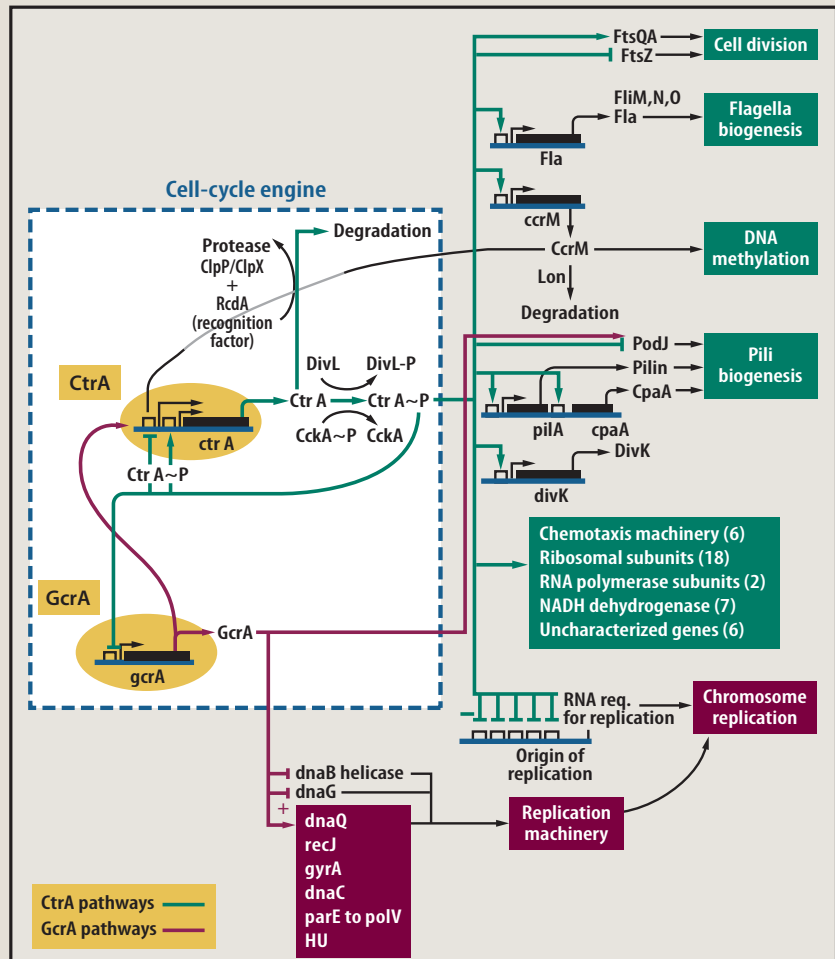 FtsQA
FtsZ
Cell division
FliM,N,O
Fla
Flagella
biogenesis
Fla
Cell-cycle engine
ccrM
Degradation
Protease
ClpP/ClpX
+
RcdA
(recognition
factor)
CcrM
DNA
methylation
Lon
Degradation
PodJ
Pilin
CpaA
Pili
biogenesis
DivL
DivL-P
CtrA
Ctr A
Ctr A~P
CckA~P
CckA
ctr A
pilA
cpaA
Ctr A~P
DivK
divK
Chemotaxis machinery (6)
Ribosomal subunits (18)
RNA polymerase subunits (2)
NADH dehydrogenase (7)
Uncharacterized genes (6)
GcrA
GcrA
gcrA
RNA req.
for replication
Chromosome
replication
Origin of
replication
dnaB helicase
dnaG
+
dnaQ
recJ
gyrA
dnaC
parE to polV
HU
Replication
machinery
CtrA pathways
GcrA pathways